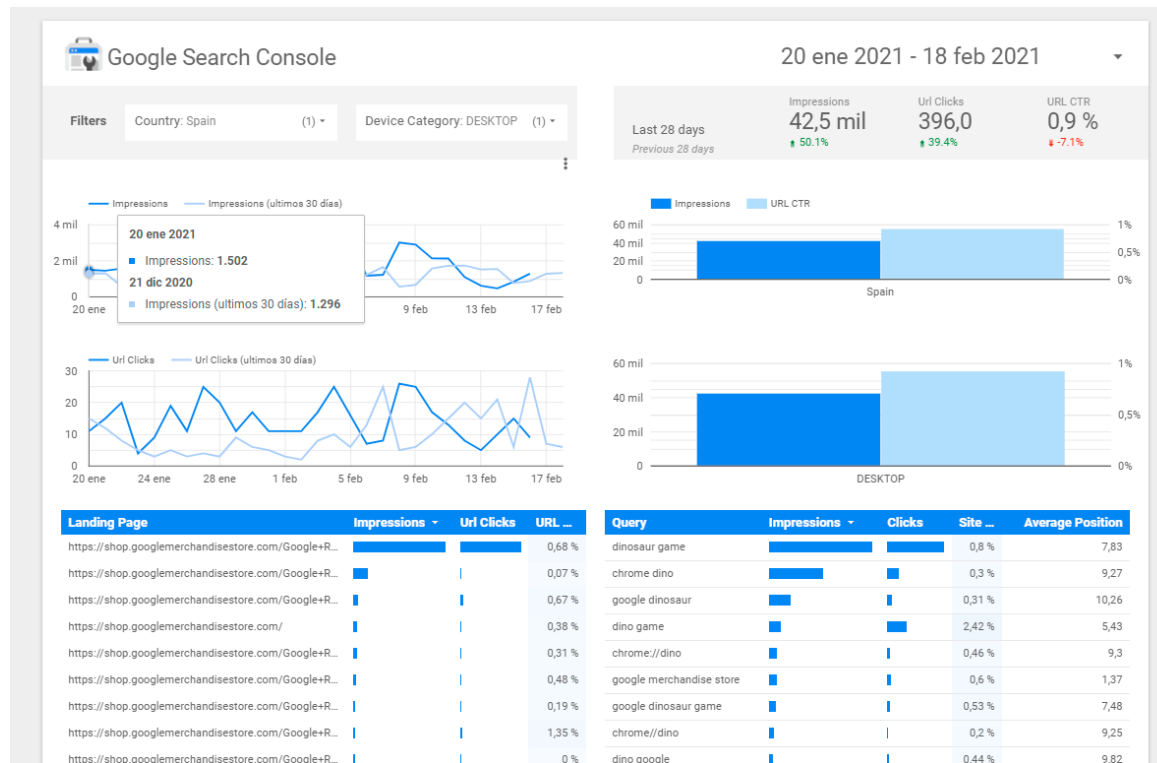 Google Search Console
20 ene 2021 - 18 feb 2021
Filters
Country: Spain (1)
Device Category: DESKTOP (1)
Last 28 days
Previous 28 days
Impressions
42,5 mil
50.1%
Url Clicks
396,0
39.4%
URL CTR
0,9 %
-7.1%
Impressions Impressions (ultimos 30 días)
4 mil
2 mil
0
20 ene 9 feb 13 feb 17 feb
20 ene 2021
Impressions: 1.502
21 dic 2020
Impressions (ultimos 30 días): 1.296
Impressions URL CTR
60 mil
40 mil
20 mil
0
1%
0,5%
0%
Spain
Url Clicks Url Clicks (ultimos 30 días)
30
20
10
0
20 ene 24 ene 28 ene 1 feb 5 feb 9 feb 13 feb 17 feb
60 mil
40 mil
20 mil
0
1%
0,5%
0%
DESKTOP
Landing Page Impressions Url Clicks URL ...
https://shop.googlemerchandisestore.com/Google+R... 0,68 %
https://shop.googlemerchandisestore.com/Google+R... 0,07 %
https://shop.googlemerchandisestore.com/Google+R... 0,67 %
https://shop.googlemerchandisestore.com/ 0,38 %
https://shop.googlemerchandisestore.com/Google+R... 0,31 %
https://shop.googlemerchandisestore.com/Google+R... 0,48 %
https://shop.googlemerchandisestore.com/Google+R... 0,19 %
https://shop.googlemerchandisestore.com/Google+R... 1,35 %
https://shop.googlemerchandisestore.com/Google+R... 0 %
Query Impressions Clicks Site ... Average Position
dinosaur game 0,8 % 7,83
chrome dino 0,3 % 9,27
google dinosaur 0,31 % 10,26
dino game 2,42 % 5,43
chrome://dino 0,46 % 9,3
google merchandise store 0,6 % 1,37
google dinosaur game 0,53 % 7,48
chrome//dino 0,2 % 9,25
dino google 0,44 % 9,82